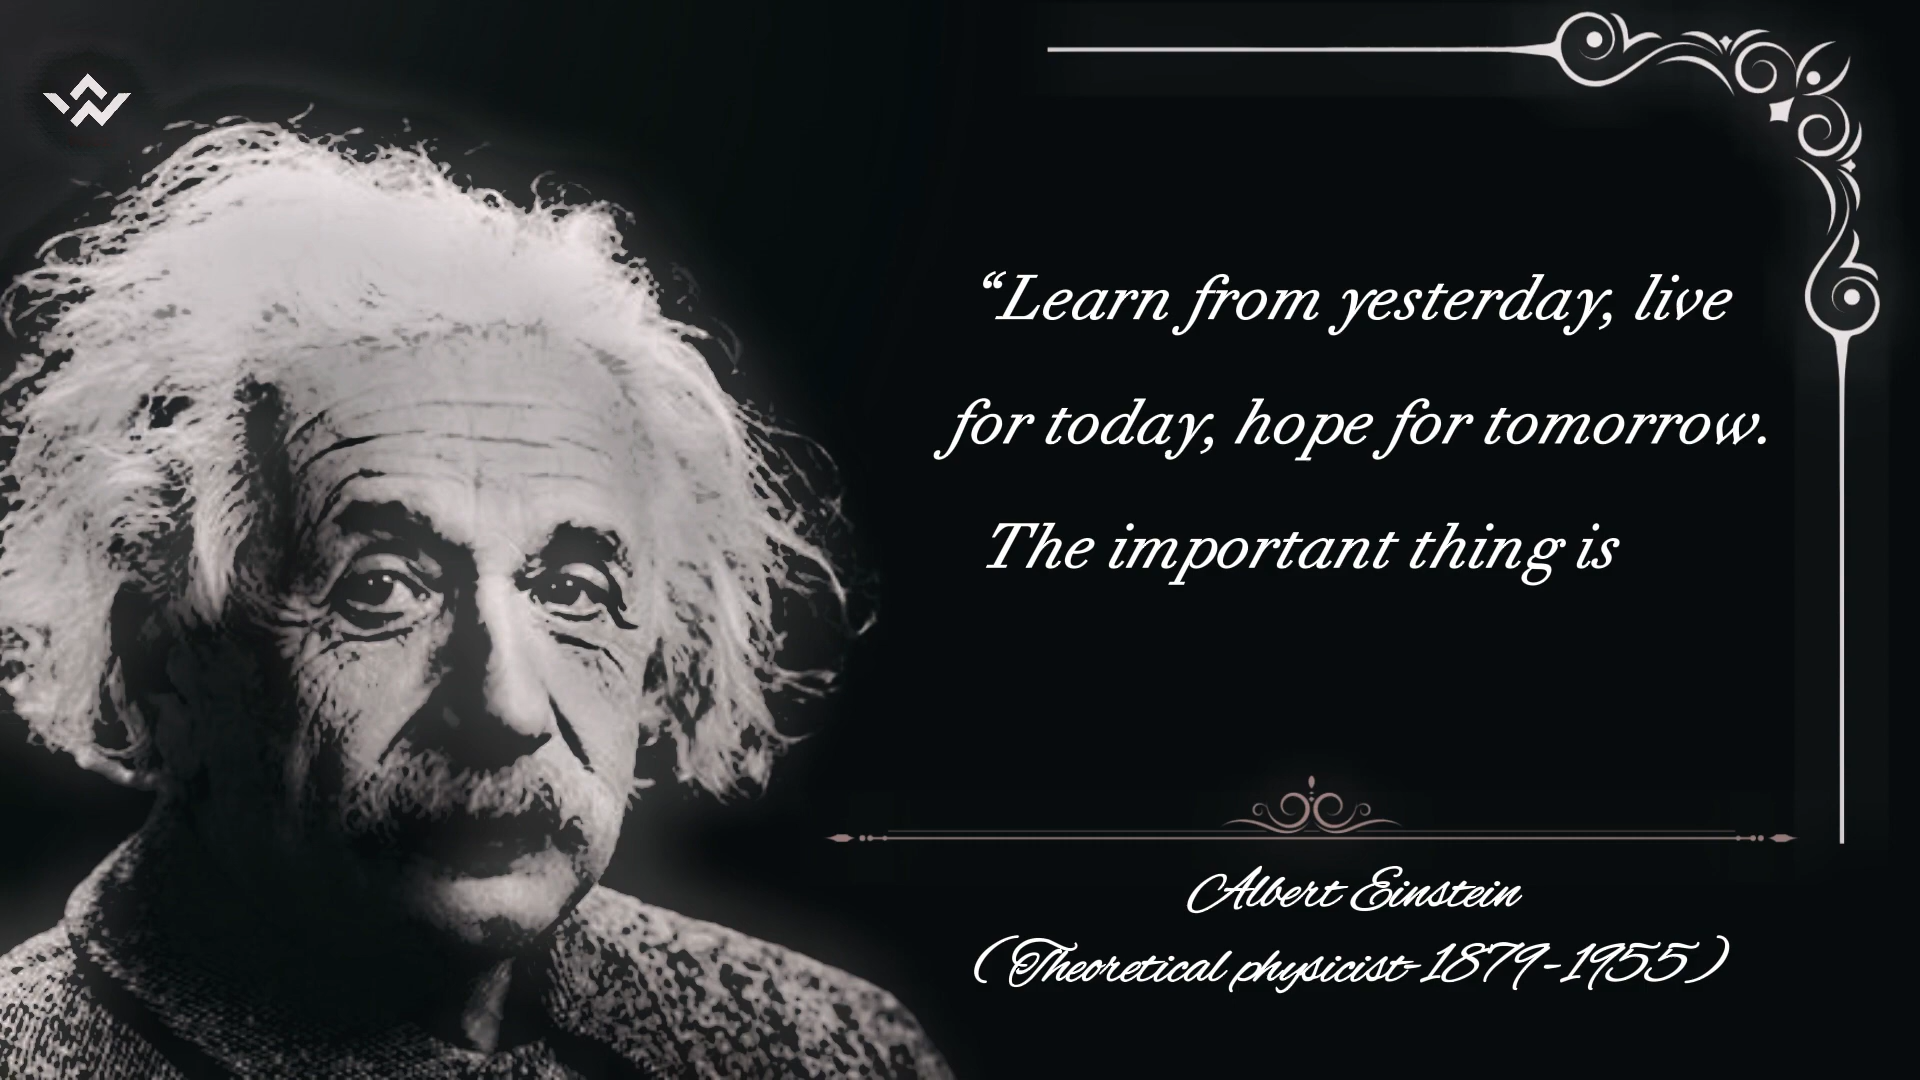 “Learn from yesterday, live
for today, hope for tomorrow.
The important thing is
Albert Einstein
(Theoretical physicist-1879-1955)